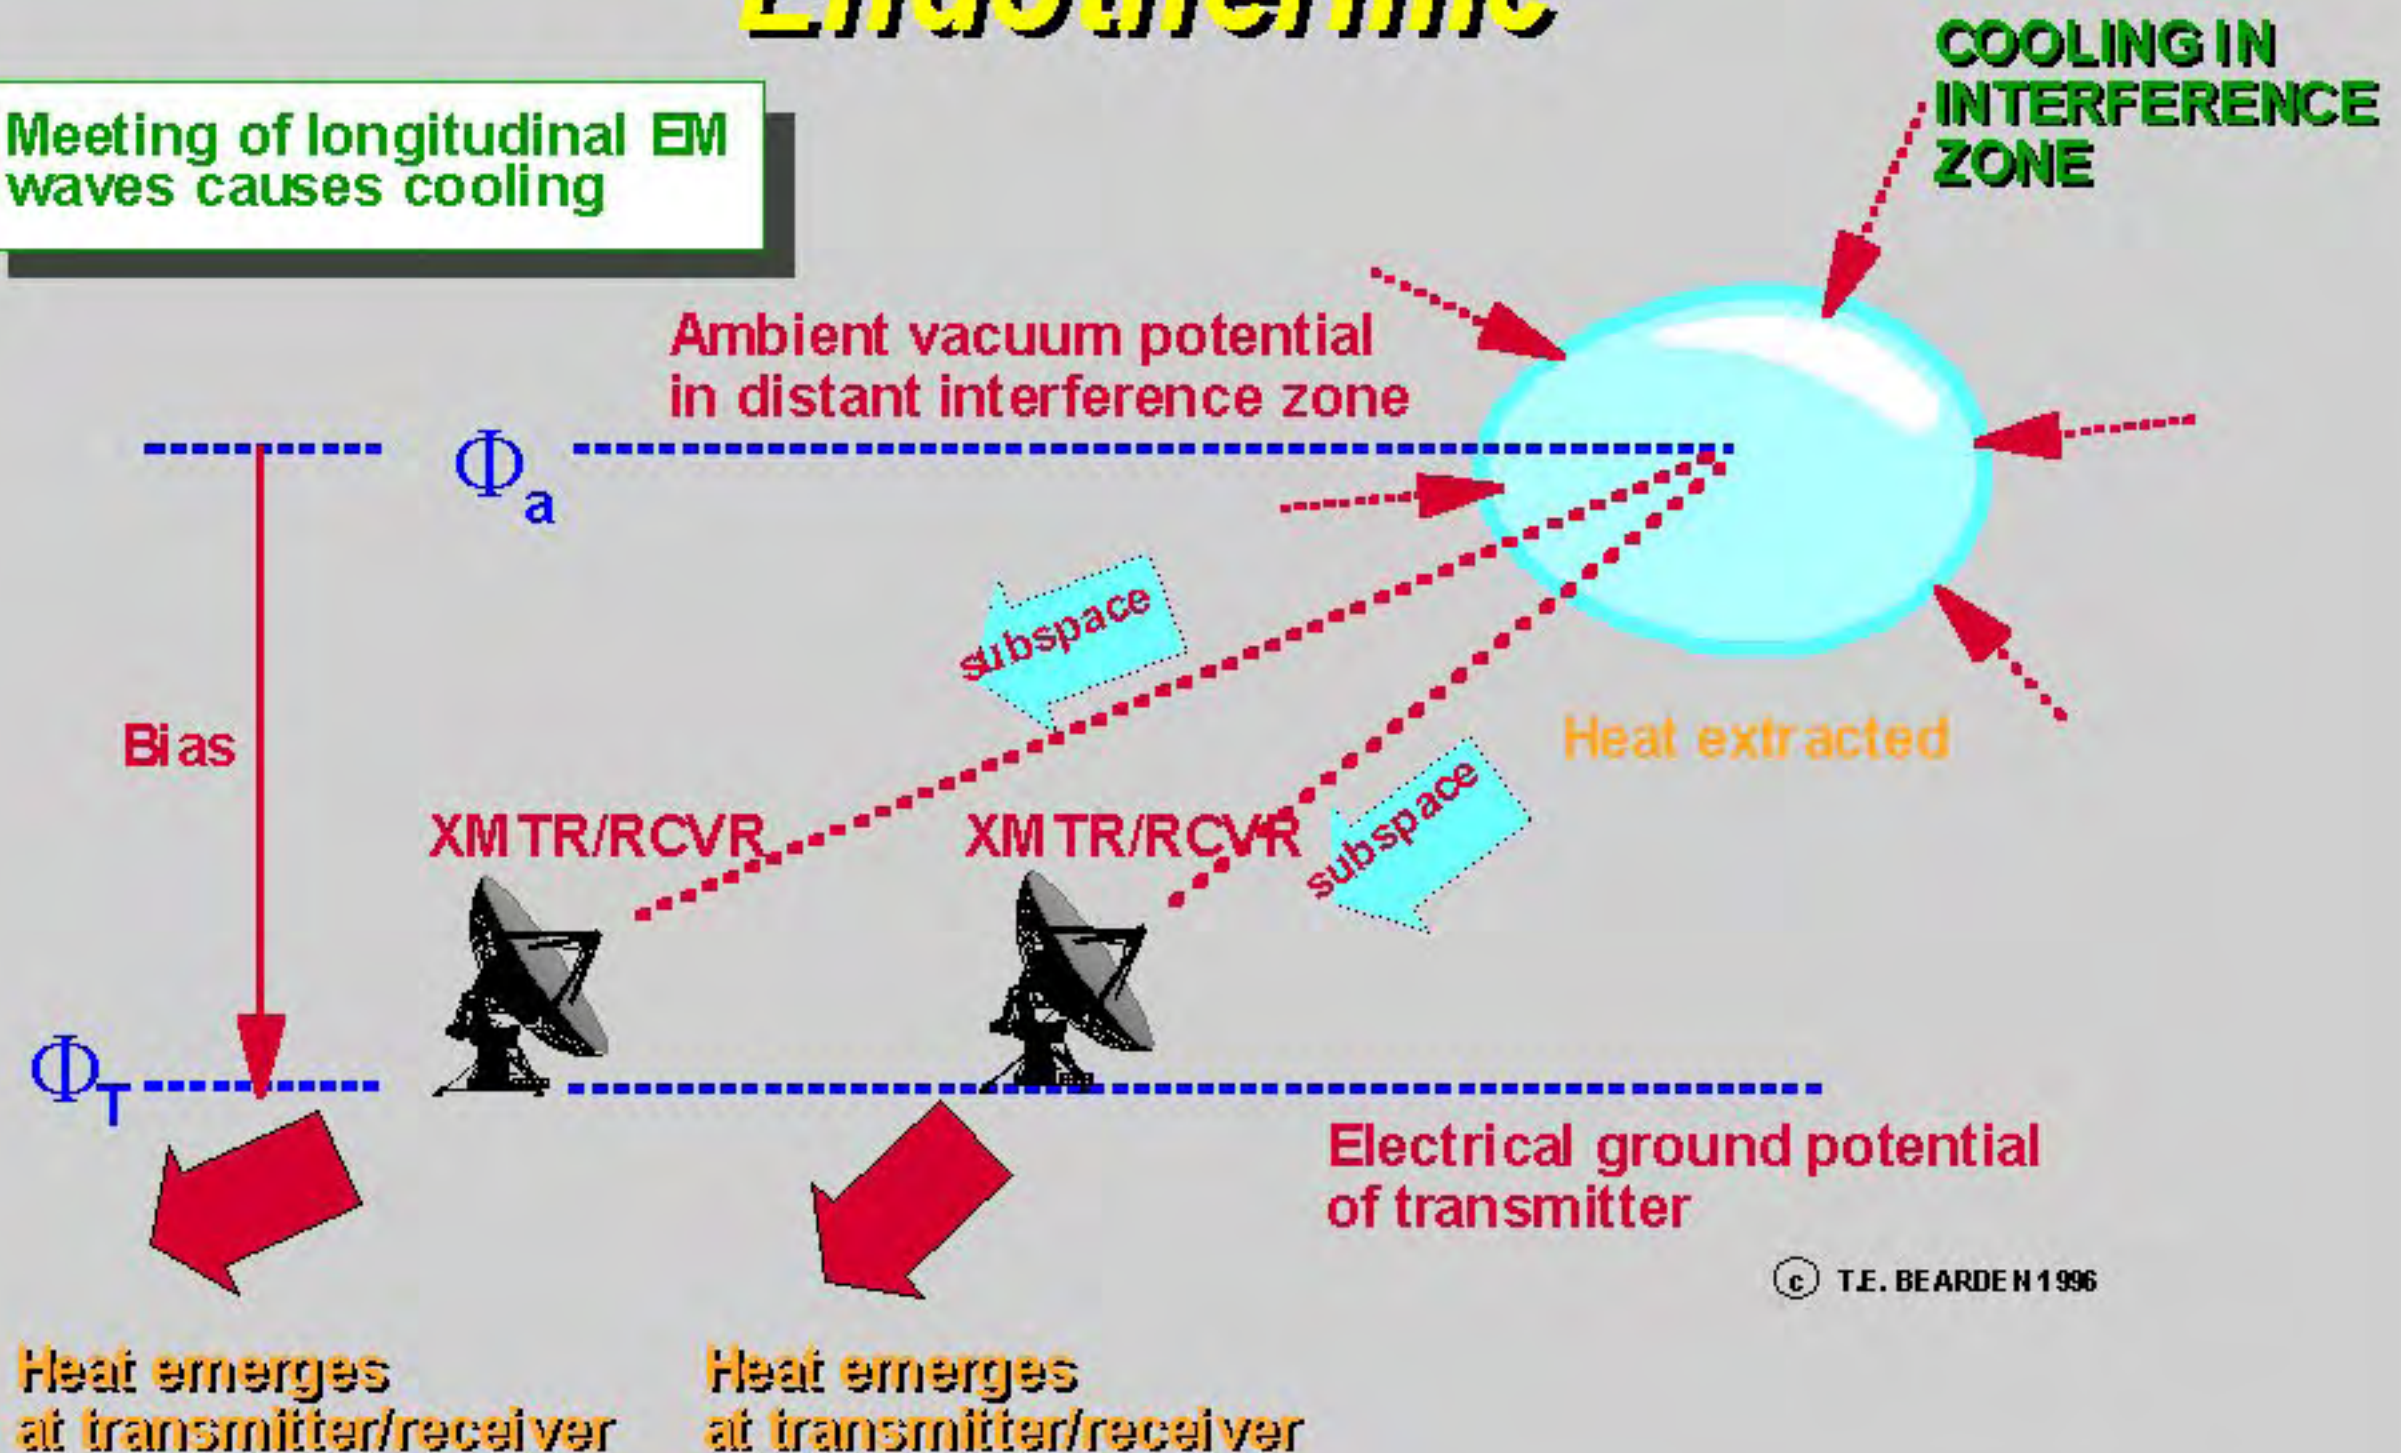 Endothermic
COOLING IN
INTERFERENCE
ZONE
Meeting of longitudinal EM
waves causes cooling
Ambient vacuum potential
in distant interference zone
Φa
subspace
Bias
Heat extracted
subspace
XMTR/RCVR
XMTR/RCVR
ΦT
Electrical ground potential
of transmitter
© T.E. BEARDEN 1996
Heat emerges
at transmitter/receiver
Heat emerges
at transmitter/receiver